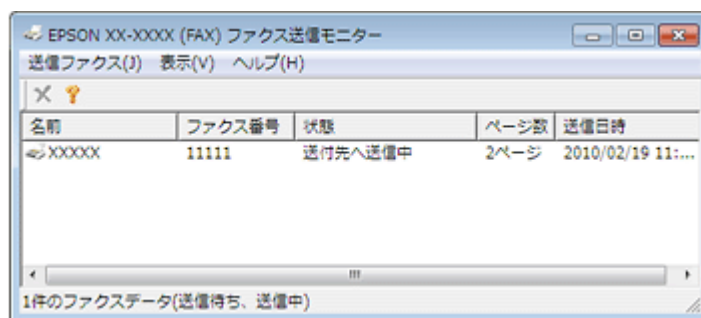 EPSON XX-XXXX (FAX) ファクス送信モニター
送信ファクス(J) 表示(V) ヘルプ(H)
名前 ファクス番号 状態 ページ数 送信日時
XXXXX 11111 送付先へ送信中 2ページ 2010/02/19 11:...
1件のファクスデータ(送信待ち、送信中)